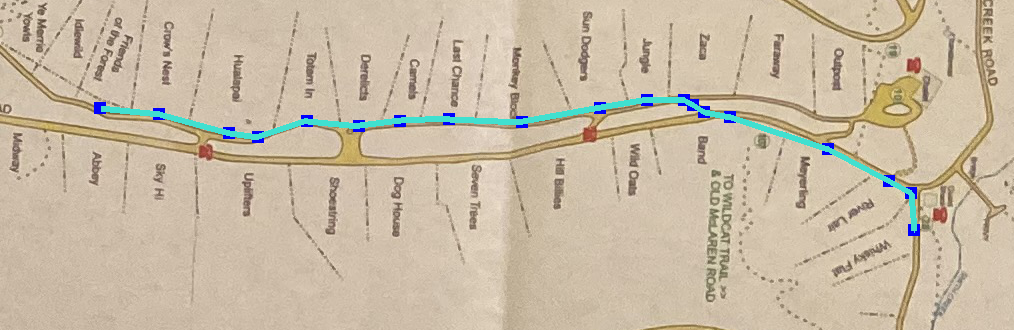 Ye Merrie
Yowls
Idlewild
Friends
of the Forest
Crow's Nest
Hualapai
Totem In
Derelicts
Camels
Last Chance
Monkey Block
Sun Dodgers
Jungle
Zaca
Faraway
Outpost
CREEK ROAD
Midway
Abbey
Sky Hi
Uplifters
Shoestring
Dog House
Seven Trees
Hill Billies
Wild Oats
Band
Meyerling
River Lair
Whisky Flat
TO WILDCAT TRAIL >>
& OLD McLAREN ROAD